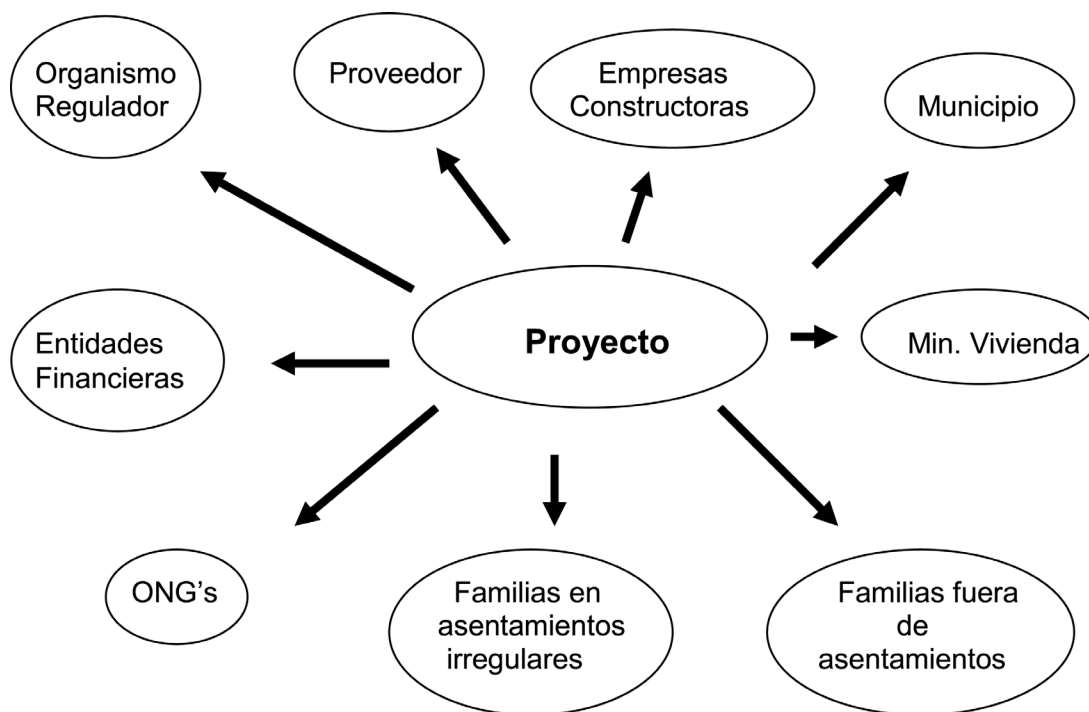 Organismo
Regulador
Proveedor
Empresas
Constructoras
Municipio
Entidades
Financieras
Proyecto
Min. Vivienda
ONG’s
Familias en
asentamientos
irregulares
Familias fuera
de
asentamientos